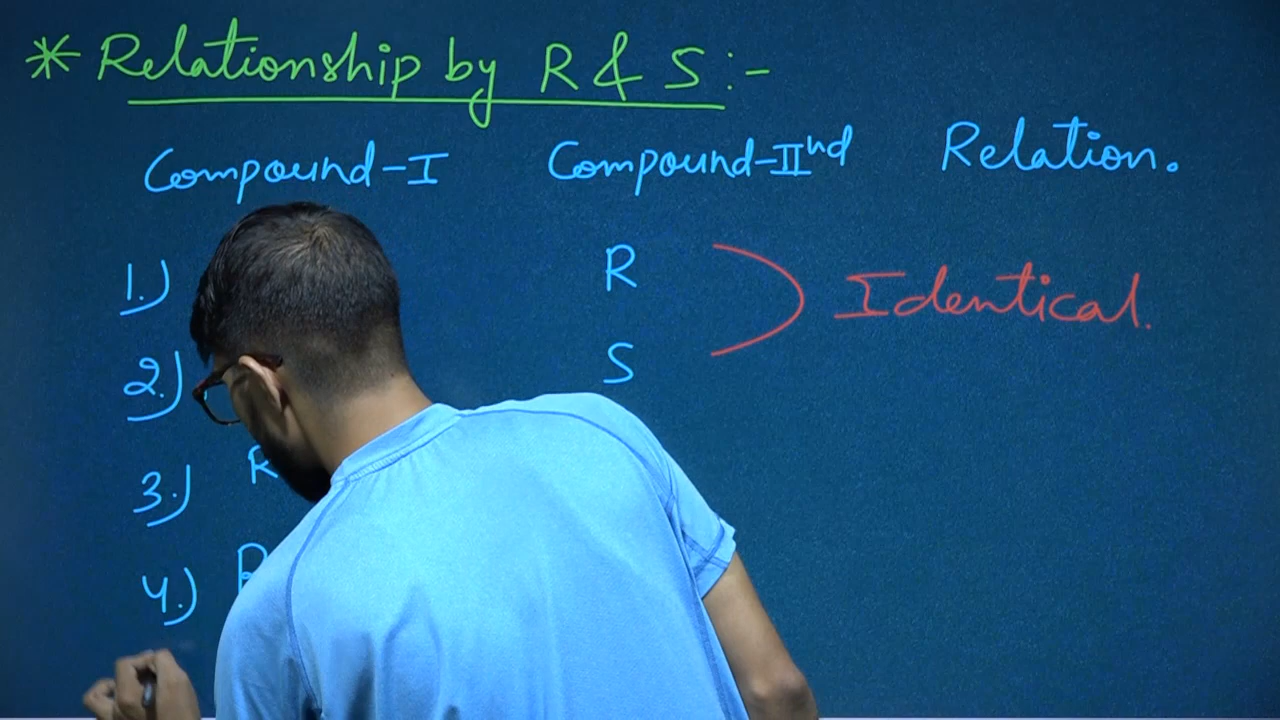 * Relationship by R & S :-
Compound-I Compound-IInd Relation.
1.) R Identical.
2.) S
3.) R
4.)